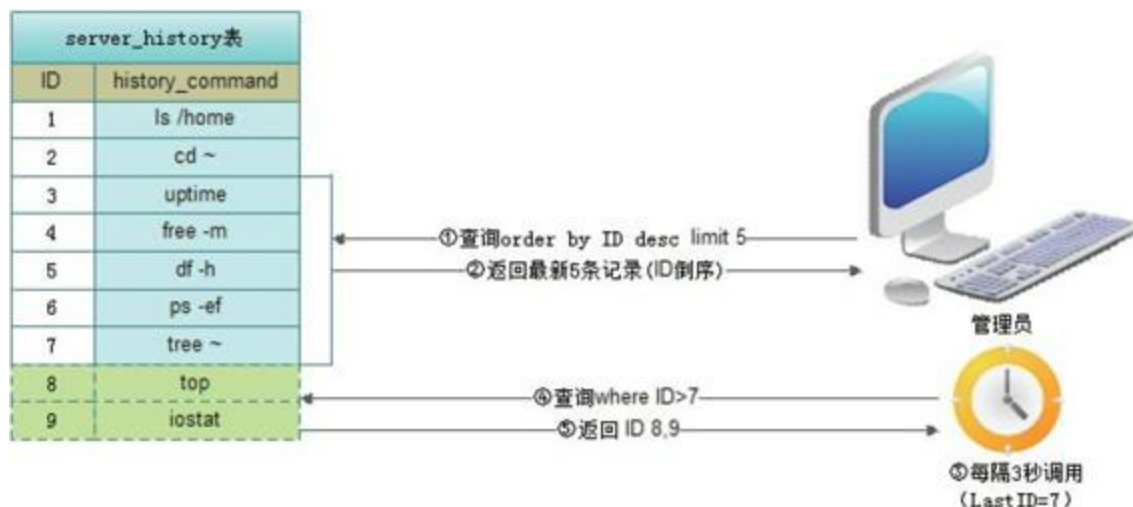 server_history表
ID history_command
1 ls /home
2 cd ~
3 uptime
4 free -m
5 df -h
6 ps -ef
7 tree ~
8 top
9 iostat
①查询order by ID desc limit 5
②返回最新5条记录(ID倒序)
管理员
④查询where ID>7
⑤返回 ID 8,9
③每隔3秒调用
(LastID=7)